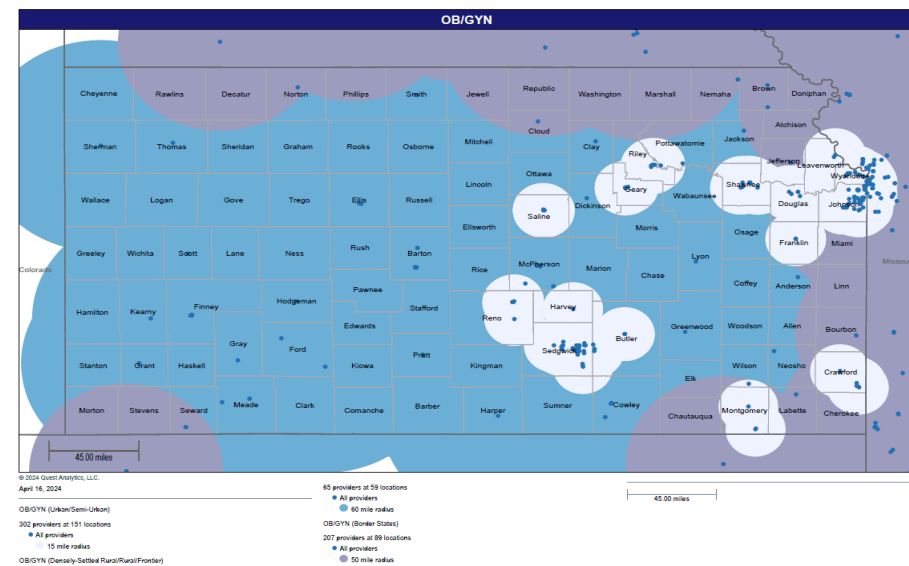 OB/GYN
Cheyenne Rawlins Decatur Norton Phillips Smith Jewell Republic Washington Marshall Nemaha Brown Doniphan
Atchison
Sherman Thomas Sheridan Graham Rooks Osborne Mitchell Cloud Clay Riley Pottawatomie Jackson Jefferson Leavenworth
Wyandotte
Ottawa
Wallace Logan Gove Trego Ellis Russell Lincoln Dickinson Geary Wabaunsee Shawnee Douglas Johnson
Saline
Ellsworth Morris Osage Franklin Miami
Greeley Wichita Scott Lane Ness Rush Barton Rice McPherson Marion Chase Lyon
Colorado
Coffey Anderson Linn
Hamilton Kearny Finney Hodgeman Pawnee Stafford Reno Harvey
Edwards Greenwood Woodson Allen Bourbon
Gray Ford Sedgwick Butler
Stanton Grant Haskell Kiowa Pratt Kingman Elk Wilson Neosho Crawford
Morton Stevens Seward Meade Clark Comanche Barber Harper Sumner Cowley Chautauqua Montgomery Labette Cherokee
45.00 miles
© 2024 Quest Analytics, LLC.
April 16, 2024
OB/GYN (Urban/Semi-Urban)
302 providers at 151 locations
All providers
15 mile radius
OB/GYN (Densely-Settled Rural/Rural/Frontier)
65 providers at 59 locations
All providers
60 mile radius
OB/GYN (Border States)
207 providers at 89 locations
All providers
50 mile radius
45.00 miles